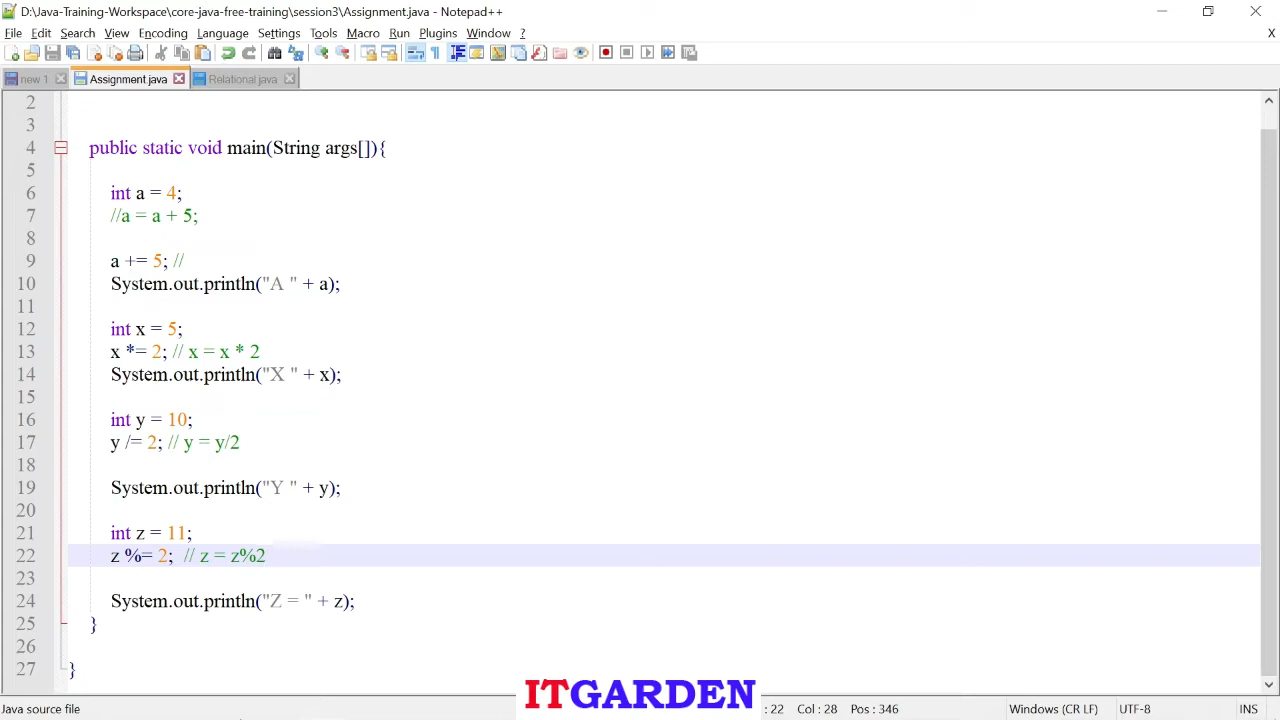 D:\Java-Training-Workspace\core-java-free-training\session3\Assignment.java - Notepad++
File Edit Search View Encoding Language Settings Tools Macro Run Plugins Window ? X
new 1 Assignment.java Relational.java
2
3
4 public static void main(String args[]){
5
6 int a = 4;
7 //a = a + 5;
8
9 a += 5; //
10 System.out.println("A " + a);
11
12 int x = 5;
13 x *= 2; // x = x * 2
14 System.out.println("X " + x);
15
16 int y = 10;
17 y /= 2; // y = y/2
18
19 System.out.println("Y " + y);
20
21 int z = 11;
22 z %= 2; // z = z%2
23
24 System.out.println("Z = " + z);
25 }
26
27 }
ITGARDEN
Java source file : 22 Col : 28 Pos : 346 Windows (CR LF) UTF-8 INS